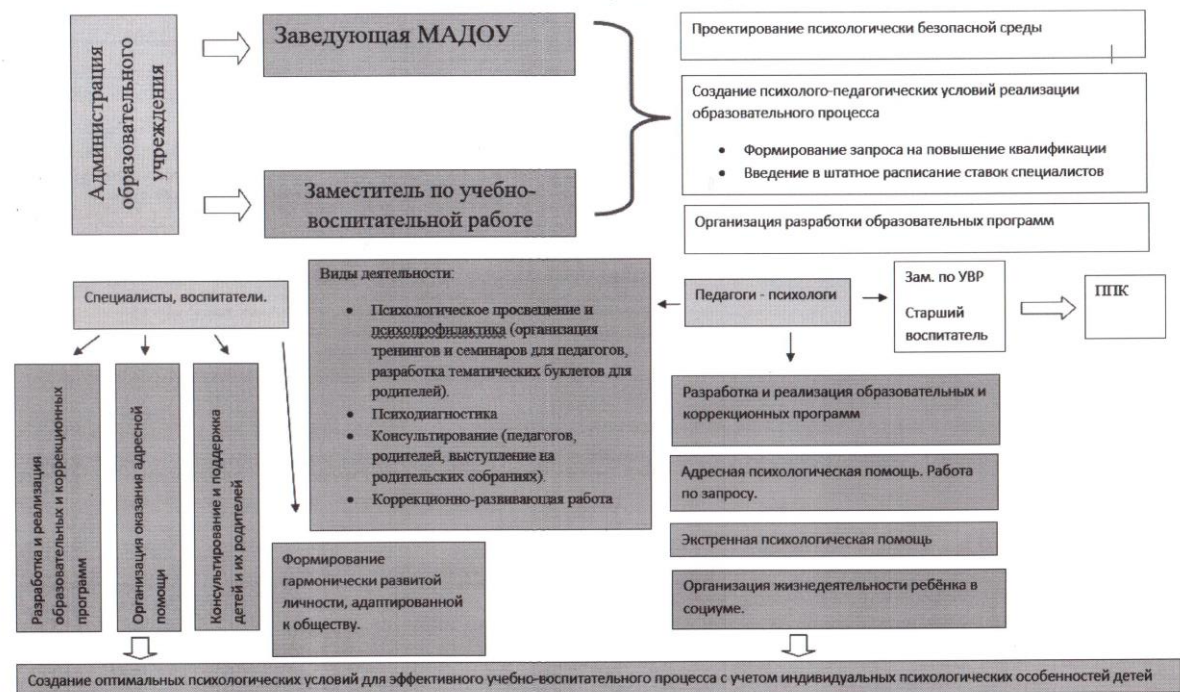 Администрация
образовательного
учреждения
Заведующая МАДОУ
Заместитель по учебно-
воспитательной работе
Проектирование психологически безопасной среды
Создание психолого-педагогических условий реализации
образовательного процесса
• Формирование запроса на повышение квалификации
• Введение в штатное расписание ставок специалистов
Организация разработки образовательных программ
Специалисты, воспитатели.
Виды деятельности:
• Психологическое просвещение и
психопрофилактика (организация
тренингов и семинаров для педагогов,
разработка тематических буклетов для
родителей).
• Психодиагностика
• Консультирование (педагогов,
родителей, выступление на
родительских собраниях).
• Коррекционно-развивающая работа
Педагоги - психологи
Зам. по УВР
Старший
воспитатель
ППК
Разработка и реализация
образовательных и коррекционных
программ
Организация оказания адресной
помощи
Консультирование и поддержка
детей и их родителей
Формирование
гармонически развитой
личности, адаптированной
к обществу.
Разработка и реализация образовательных и
коррекционных программ
Адресная психологическая помощь. Работа
по запросу.
Экстренная психологическая помощь
Организация жизнедеятельности ребёнка в
социуме.
Создание оптимальных психологических условий для эффективного учебно-воспитательного процесса с учетом индивидуальных психологических особенностей детей